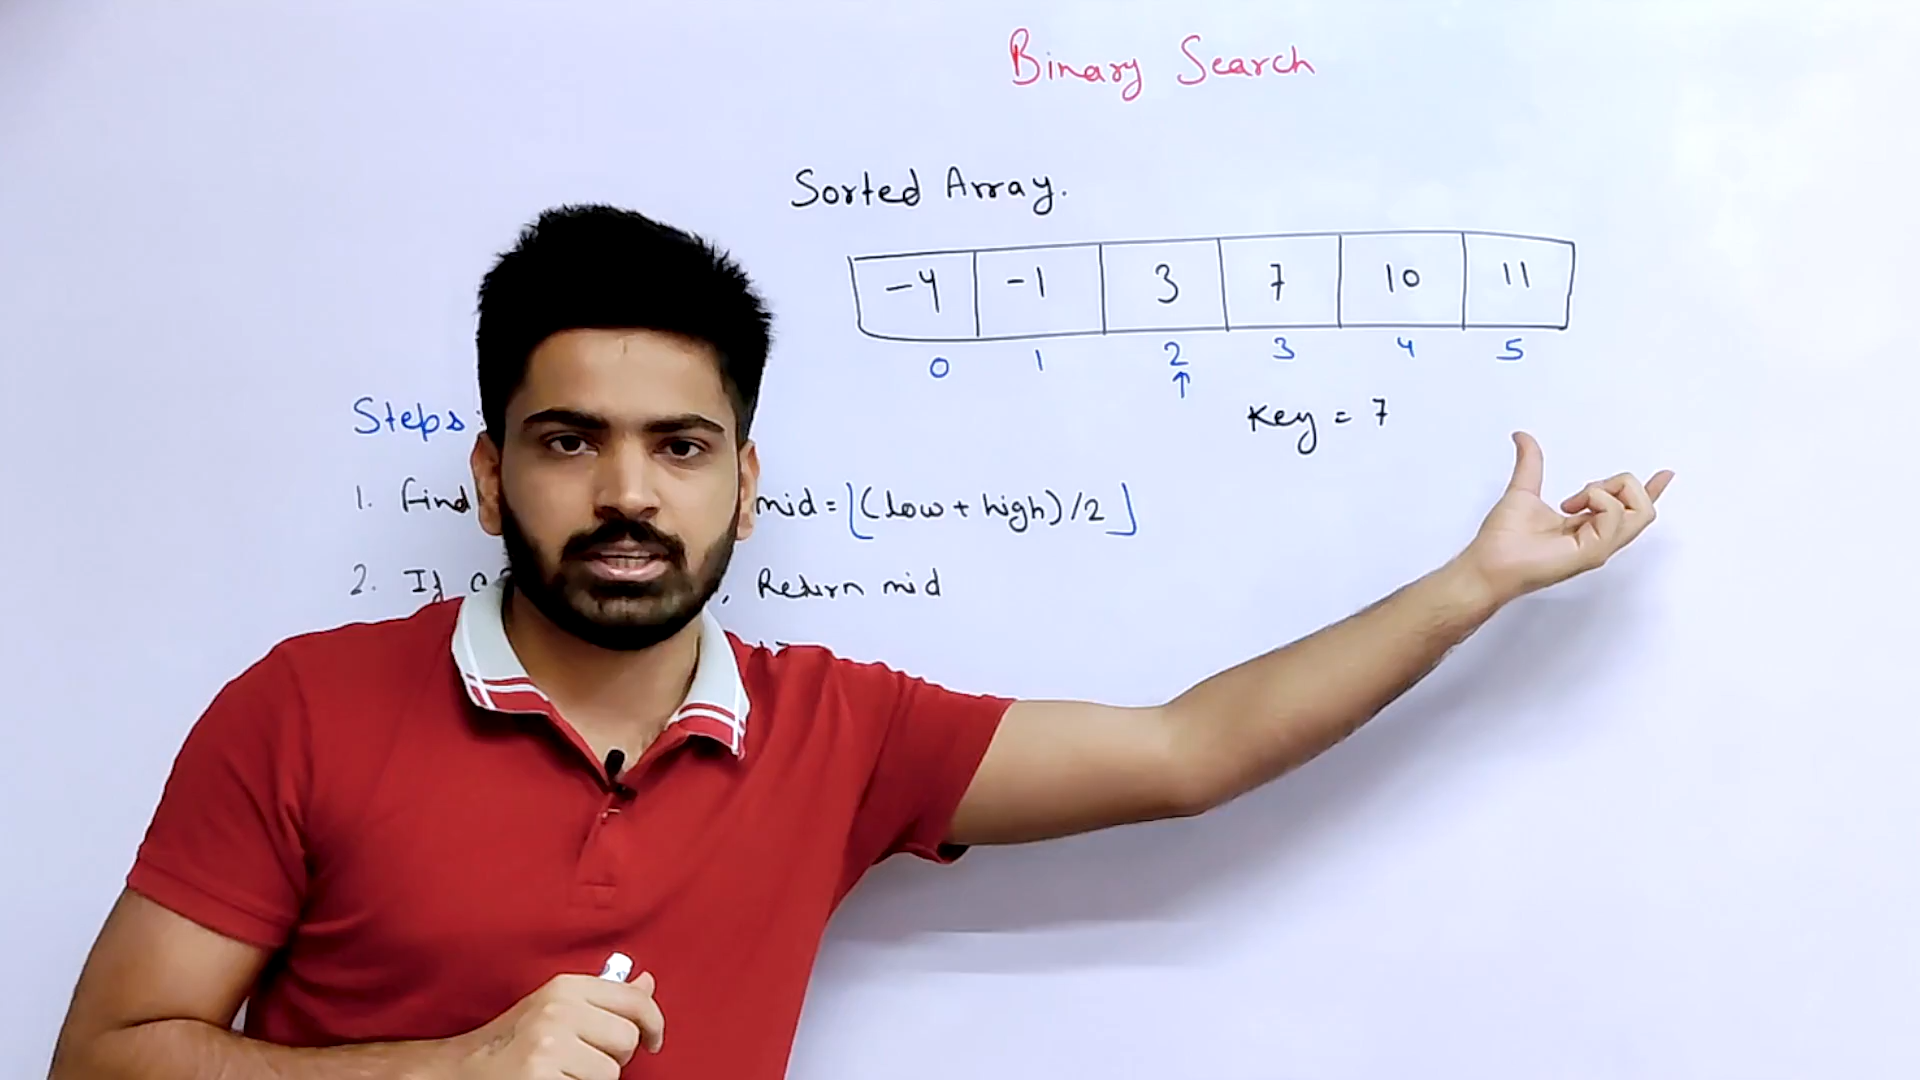 Binary Search
Sorted Array.
-4 -1 3 7 10 11
0 1 2 3 4 5
↑
Key = 7
Steps:
1. Find mid = ⌊(low + high)/2⌋
2. If , Return mid